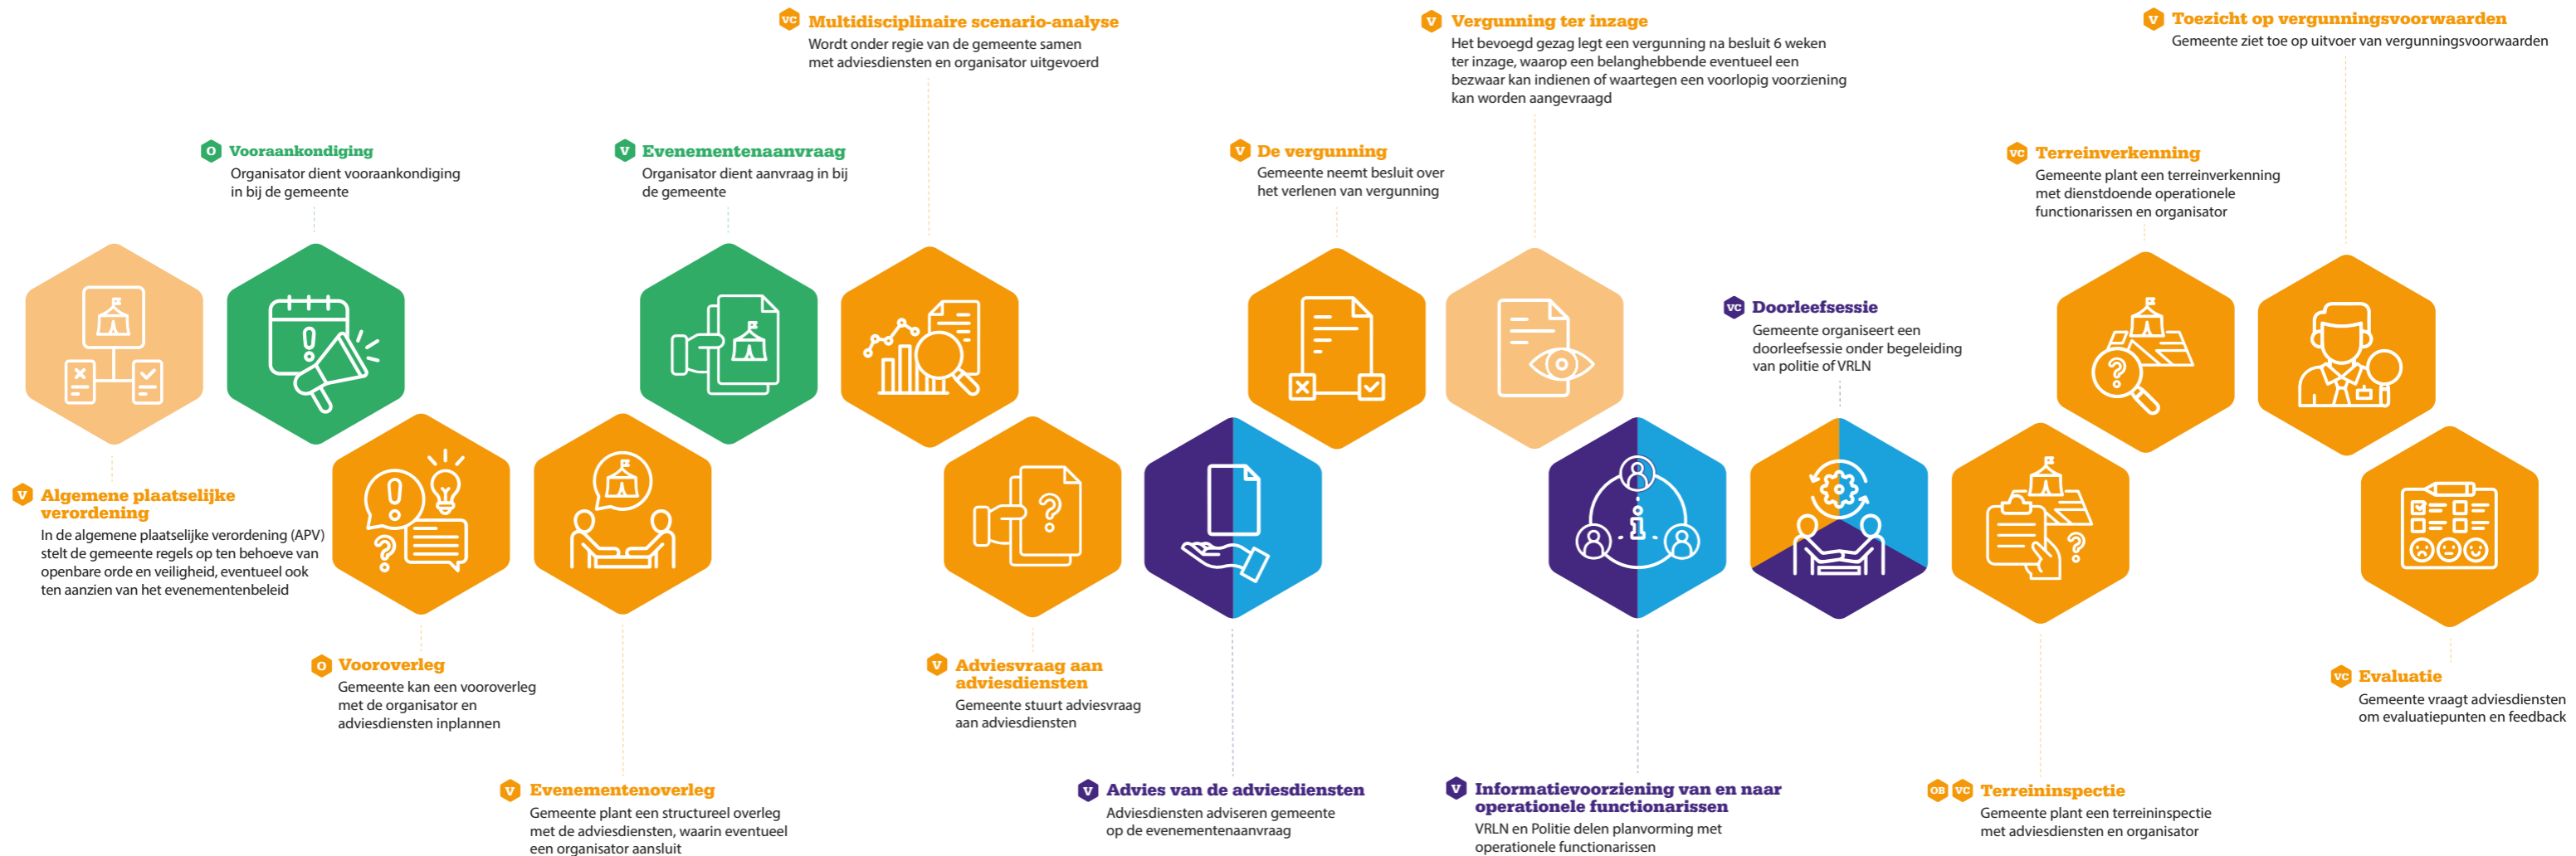 V Algemene plaatselijke
verordening
In de algemene plaatselijke verordening (APV)
stelt de gemeente regels op ten behoeve van
openbare orde en veiligheid, eventueel ook
ten aanzien van het evenementenbeleid
O Vooraankondiging
Organisator dient vooraankondiging
in bij de gemeente
O Vooroverleg
Gemeente kan een vooroverleg
met de organisator en
adviesdiensten inplannen
V Evenementenoverleg
Gemeente plant een structureel overleg
met de adviesdiensten, waarin eventueel
een organisator aansluit
V Evenementenaanvraag
Organisator dient aanvraag in bij
de gemeente
VC Multidisciplinaire scenario-analyse
Wordt onder regie van de gemeente samen
met adviesdiensten en organisator uitgevoerd
V Adviesvraag aan
adviesdiensten
Gemeente stuurt adviesvraag
aan adviesdiensten
V Advies van de adviesdiensten
Adviesdiensten adviseren gemeente
op de evenementenaanvraag
V De vergunning
Gemeente neemt besluit over
het verlenen van vergunning
V Vergunning ter inzage
Het bevoegd gezag legt een vergunning na besluit 6 weken
ter inzage, waarop een belanghebbende eventueel een
bezwaar kan indienen of waartegen een voorlopig voorziening
kan worden aangevraagd
V Informatievoorziening van en naar
operationele functionarissen
VRLN en Politie delen planvorming met
operationele functionarissen
VC Doorleefsessie
Gemeente organiseert een
doorleefsessie onder begeleiding
van politie of VRLN
OB VC Terreininspectie
Gemeente plant een terreininspectie
met adviesdiensten en organisator
VC Terreinverkenning
Gemeente plant een terreinverkenning
met dienstdoende operationele
functionarissen en organisator
V Toezicht op vergunningsvoorwaarden
Gemeente ziet toe op uitvoer van vergunningsvoorwaarden
VC Evaluatie
Gemeente vraagt adviesdiensten
om evaluatiepunten en feedback